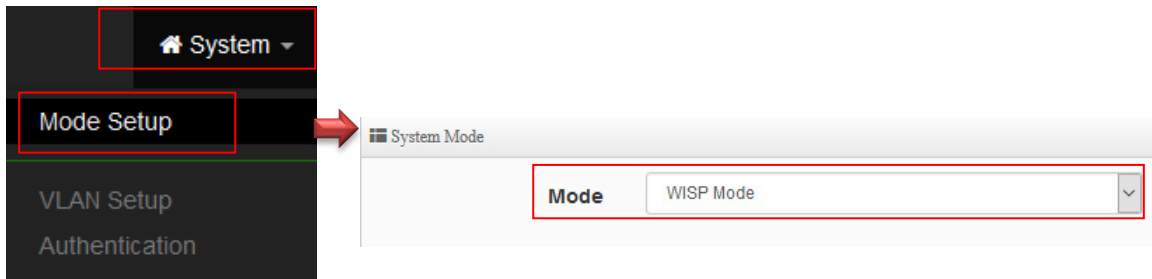 System
Mode Setup
VLAN Setup
Authentication
System Mode
Mode WISP Mode